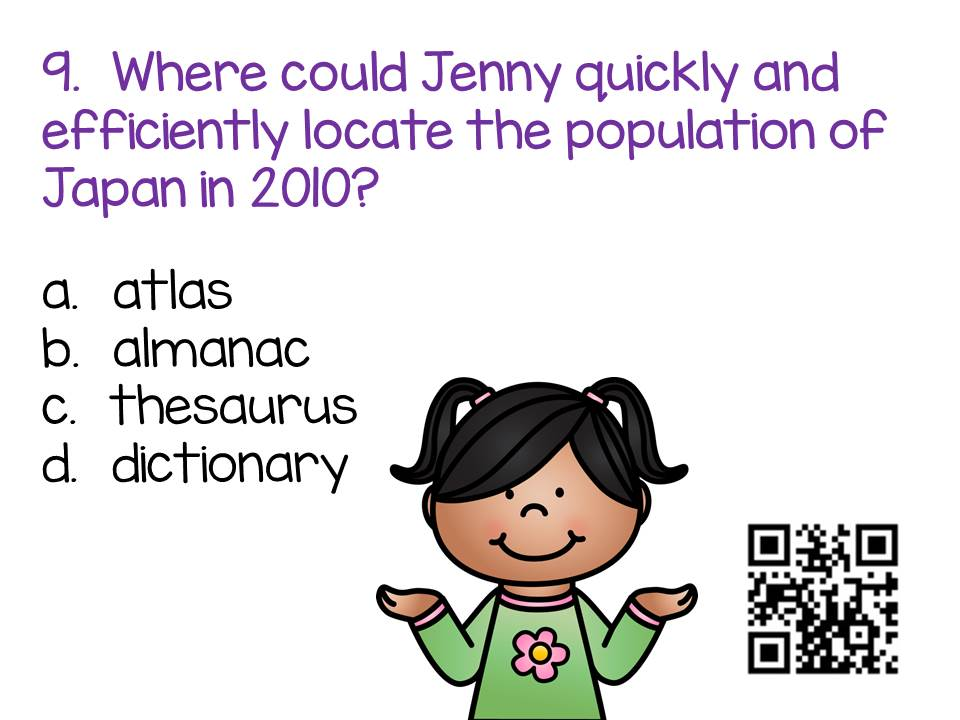 9. Where could Jenny quickly and
efficiently locate the population of
Japan in 2010?
a. atlas
b. almanac
c. thesaurus
d. dictionary